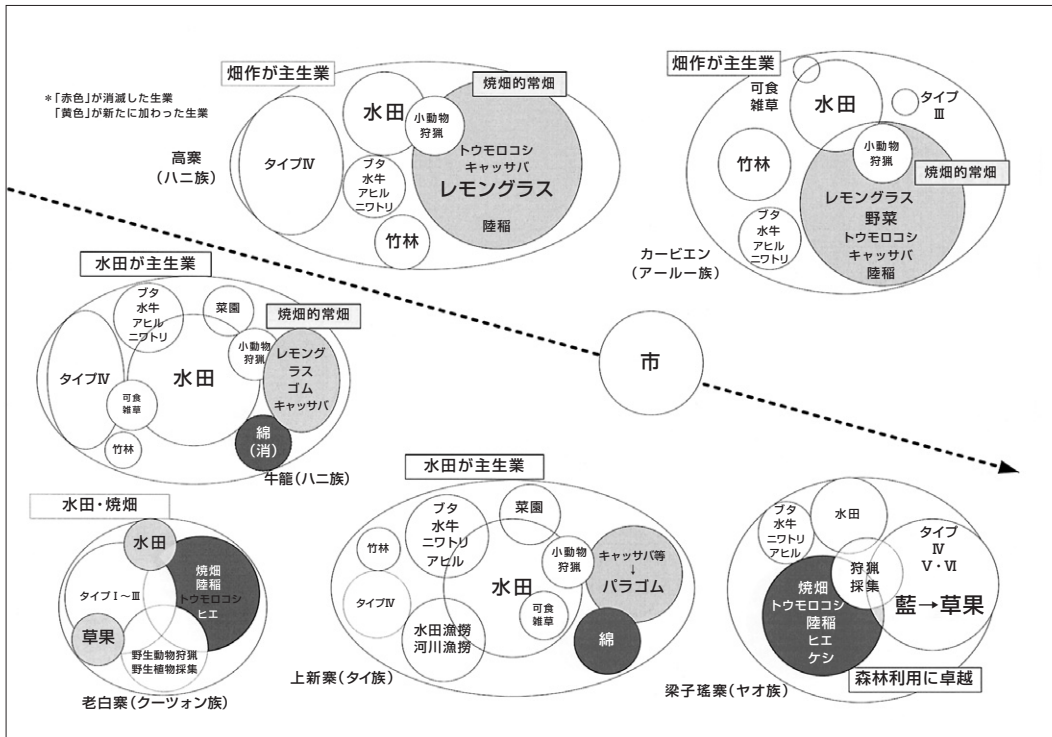 ＊「赤色」が消滅した生業
「黄色」が新たに加わった生業
畑作が主生業
焼畑的常畑
高寨
（ハニ族）
タイプⅣ
水田
小動物
狩猟
ブタ
水牛
アヒル
ニワトリ
竹林
トウモロコシ
キャッサバ
レモングラス
陸稲
畑作が主生業
可食
雑草
水田
タイプ
Ⅲ
小動物
狩猟
竹林
焼畑的常畑
レモングラス
野菜
トウモロコシ
キャッサバ
陸稲
ブタ
水牛
アヒル
ニワトリ
カービエン
（アールー族）
水田が主生業
ブタ
水牛
アヒル
ニワトリ
菜園
焼畑的常畑
小動物
狩猟
タイプⅣ
水田
レモング
ラス
ゴム
キャッサバ
可食
雑草
竹林
綿
（消）
牛龍（ハニ族）
市
水田・焼畑
水田
タイプⅠ〜Ⅲ
焼畑
陸稲
トウモロコシ
ヒエ
草果
野生動物狩猟
野生植物採集
老白寨（クーツォン族）
水田が主生業
ブタ
水牛
ニワトリ
アヒル
菜園
竹林
小動物
狩猟
キャッサバ等
↓
パラゴム
水田
タイプⅣ
可食
雑草
水田漁撈
河川漁撈
綿
上新寨（タイ族）
ブタ
水牛
アヒル
水田
タイプ
Ⅳ
Ⅴ・Ⅵ
狩猟
採集
藍→草果
焼畑
トウモロコシ
陸稲
ヒエ
ケシ
森林利用に卓越
梁子瑤寨（ヤオ族）